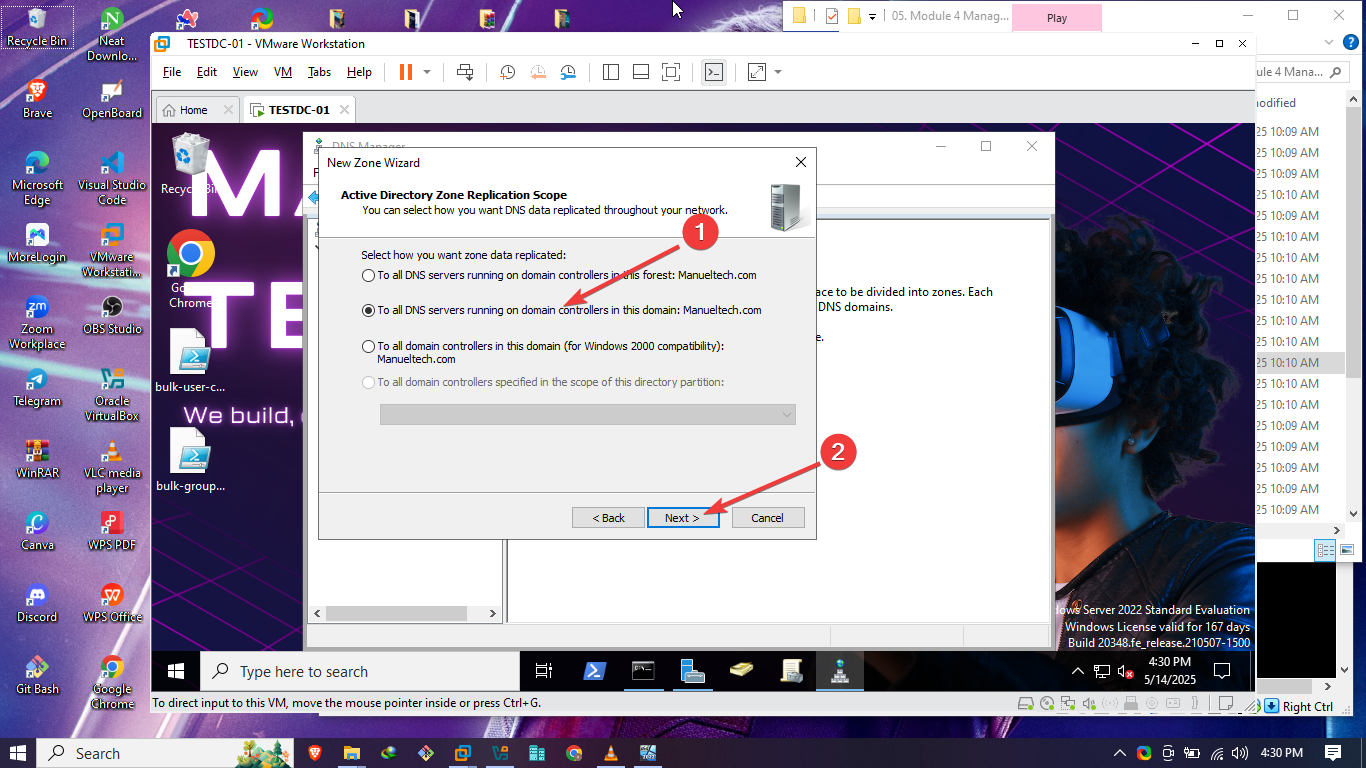 Recycle Bin
Neat
Downlo...
05. Module 4 Manag...
Play
TESTDC-01 - VMware Workstation
File Edit View VM Tabs Help
ule 4 Mana...
Brave
OpenBoard
Home
TESTDC-01
odified
DNS Manager
New Zone Wizard
Active Directory Zone Replication Scope
You can select how you want DNS data replicated throughout your network.
1
Select how you want zone data replicated:
To all DNS servers running on domain controllers in this forest: Manueltech.com
To all DNS servers running on domain controllers in this domain: Manueltech.com
To all domain controllers in this domain (for Windows 2000 compatibility):
Manueltech.com
To all domain controllers specified in the scope of this directory partition:
2
< Back
Next >
Cancel
ace to be divided into zones. Each
DNS domains.
e.
Microsoft
Edge
Visual Studio
Code
MoreLogin
VMware
Workstati...
Zoom
Workplace
OBS Studio
Telegram
Oracle
VirtualBox
WinRAR
VLC media
player
Canva
WPS PDF
Discord
WPS Office
Git Bash
Google
Chrome
bulk-user-c...
We build,
bulk-group...
25 10:09 AM
25 10:09 AM
25 10:09 AM
25 10:09 AM
25 10:09 AM
25 10:09 AM
25 10:10 AM
25 10:10 AM
25 10:10 AM
25 10:10 AM
25 10:10 AM
25 10:10 AM
25 10:10 AM
25 10:10 AM
25 10:09 AM
25 10:09 AM
25 10:09 AM
25 10:09 AM
25 10:09 AM
dows Server 2022 Standard Evaluation
Windows License valid for 167 days
Build 20348.fe_release.210507-1500
Type here to search
4:30 PM
5/14/2025
To direct input to this VM, move the mouse pointer inside or press Ctrl+G.
Right Ctrl
Search
4:30 PM